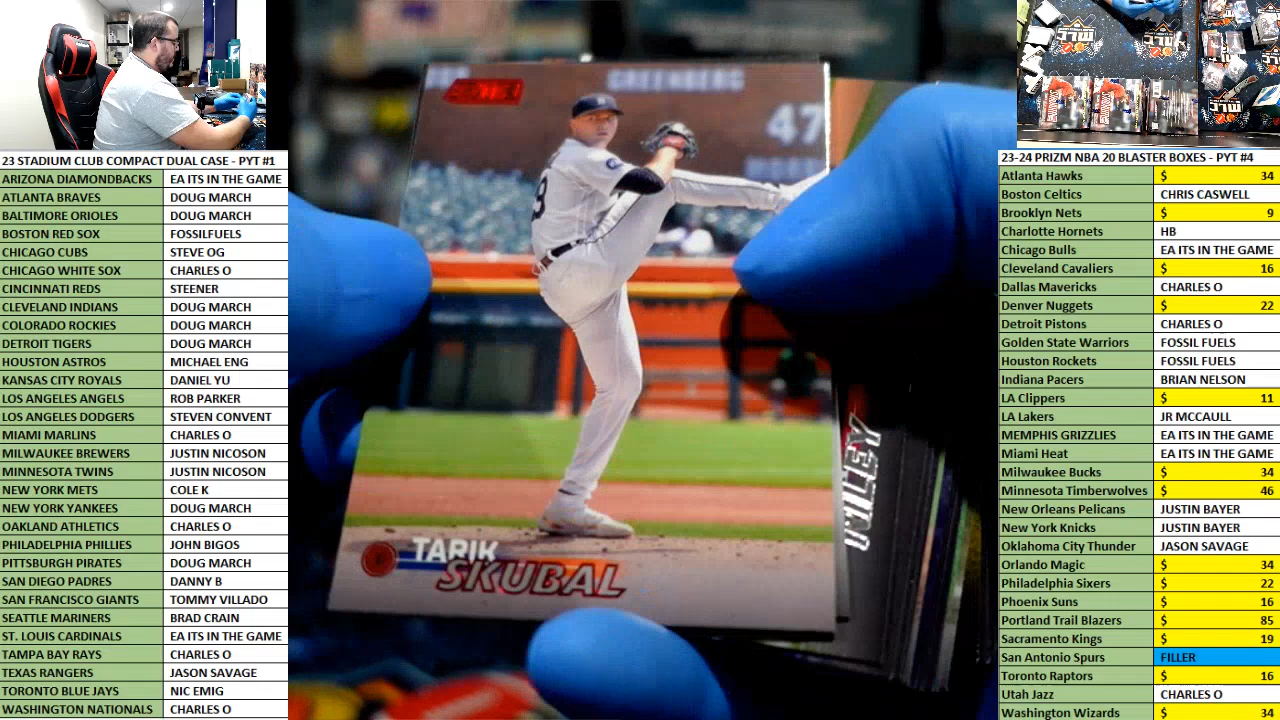 23 STADIUM CLUB COMPACT DUAL CASE - PYT #1
ARIZONA DIAMONDBACKS EA ITS IN THE GAME
ATLANTA BRAVES DOUG MARCH
BALTIMORE ORIOLES DOUG MARCH
BOSTON RED SOX FOSSILFUELS
CHICAGO CUBS STEVE OG
CHICAGO WHITE SOX CHARLES O
CINCINNATI REDS STEENER
CLEVELAND INDIANS DOUG MARCH
COLORADO ROCKIES DOUG MARCH
DETROIT TIGERS DOUG MARCH
HOUSTON ASTROS MICHAEL ENG
KANSAS CITY ROYALS DANIEL YU
LOS ANGELES ANGELS ROB PARKER
LOS ANGELES DODGERS STEVEN CONVENT
MIAMI MARLINS CHARLES O
MILWAUKEE BREWERS JUSTIN NICOSON
MINNESOTA TWINS JUSTIN NICOSON
NEW YORK METS COLE K
NEW YORK YANKEES DOUG MARCH
OAKLAND ATHLETICS CHARLES O
PHILADELPHIA PHILLIES JOHN BIGOS
PITTSBURGH PIRATES DOUG MARCH
SAN DIEGO PADRES DANNY B
SAN FRANCISCO GIANTS TOMMY VILLADO
SEATTLE MARINERS BRAD CRAIN
ST. LOUIS CARDINALS EA ITS IN THE GAME
TAMPA BAY RAYS CHARLES O
TEXAS RANGERS JASON SAVAGE
TORONTO BLUE JAYS NIC EMIG
WASHINGTON NATIONALS CHARLES O
GREENBERG
47
TARIK
SKUBAL
23-24 PRIZM NBA 20 BLASTER BOXES - PYT #4
Atlanta Hawks $ 34
Boston Celtics CHRIS CASWELL
Brooklyn Nets $ 9
Charlotte Hornets HB
Chicago Bulls EA ITS IN THE GAME
Cleveland Cavaliers $ 16
Dallas Mavericks CHARLES O
Denver Nuggets $ 22
Detroit Pistons CHARLES O
Golden State Warriors FOSSIL FUELS
Houston Rockets FOSSIL FUELS
Indiana Pacers BRIAN NELSON
LA Clippers $ 11
LA Lakers JR MCCAULL
MEMPHIS GRIZZLIES EA ITS IN THE GAME
Miami Heat EA ITS IN THE GAME
Milwaukee Bucks $ 34
Minnesota Timberwolves $ 46
New Orleans Pelicans JUSTIN BAYER
New York Knicks JUSTIN BAYER
Oklahoma City Thunder JASON SAVAGE
Orlando Magic $ 34
Philadelphia Sixers $ 22
Phoenix Suns $ 16
Portland Trail Blazers $ 85
Sacramento Kings $ 19
San Antonio Spurs FILLER
Toronto Raptors $ 16
Utah Jazz CHARLES O
Washington Wizards $ 34